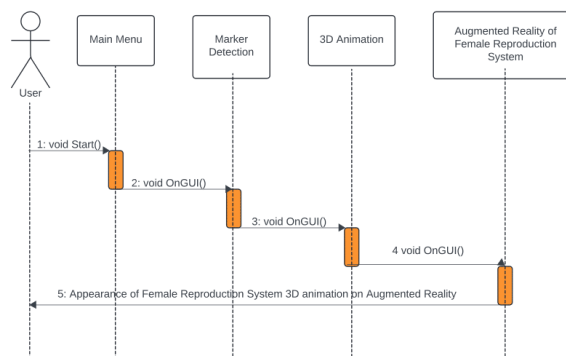 Main Menu
Marker
Detection
3D Animation
Augmented Reality of
Female Reproduction
System
User
1: void Start()
2: void OnGUI()
3: void OnGUI()
4 void OnGUI()
5: Appearance of Female Reproduction System 3D animation on Augmented Reality